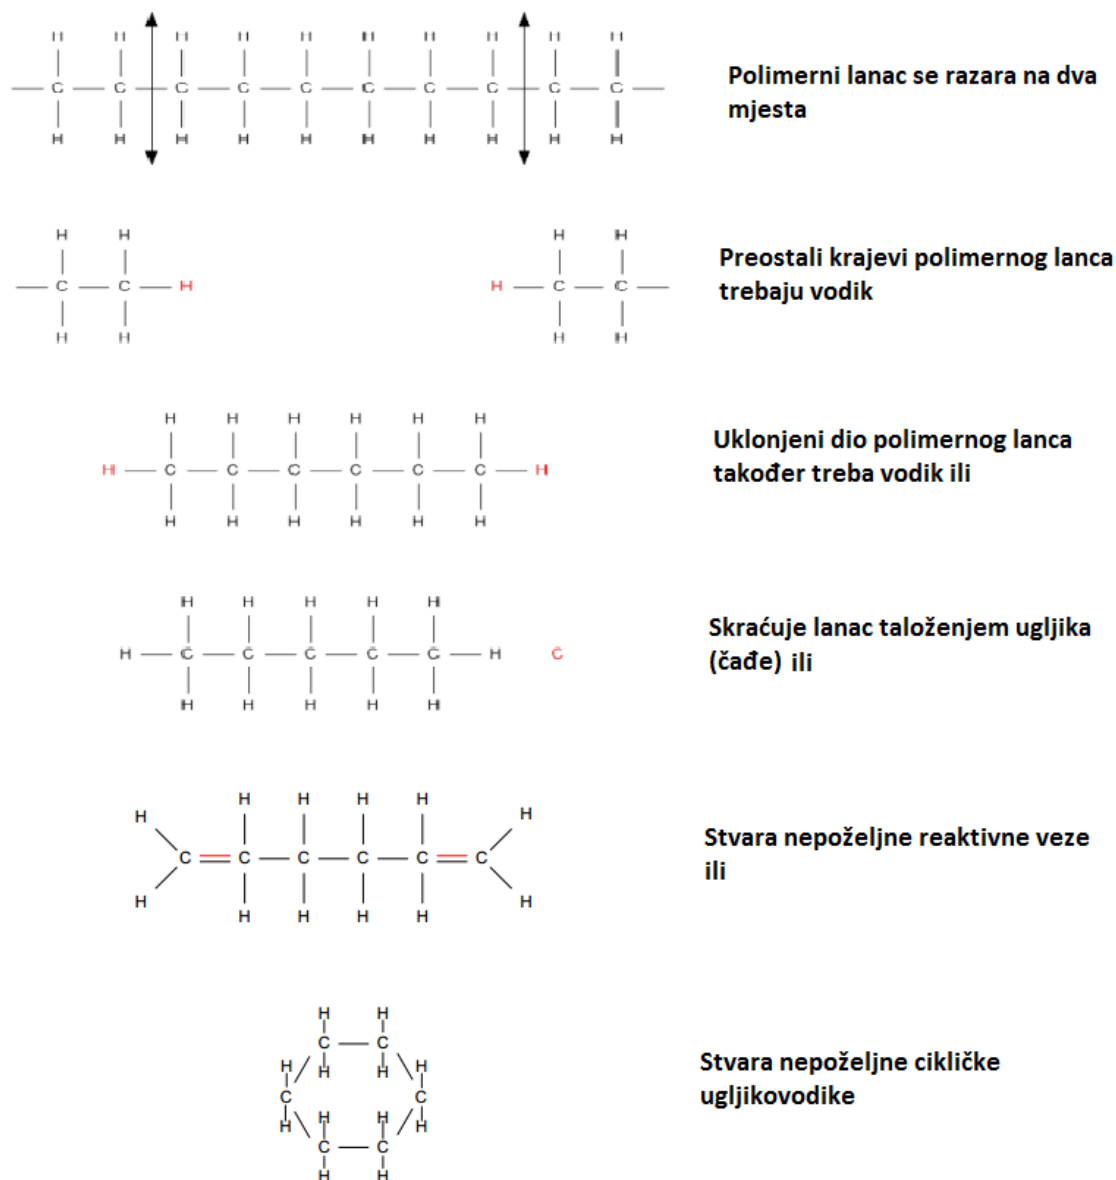 H H H H H H H H H H
C C C C C C C C C C
H H H H H H H H H H
Polimerni lanac se razara na dva
mjesta
H H H H
C C H H C C
H H H H
Preostali krajevi polimernog lanca
trebaju vodik
H H H H H H
H C C C C C C H
H H H H H H
Uklonjeni dio polimernog lanca
također treba vodik ili
H H H H H
H C C C C C H C
H H H H H
Skraćuje lanac taloženjem ugljika
(čađe) ili
H H H H H H
C C C C C C
H H H H H H
Stvara nepoželjne reaktivne veze
ili
H H
C C
H H H H
C C
H H H H
C C
H H
Stvara nepoželjne cikličke
ugljikovodike